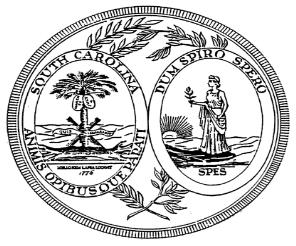 SOUTH CAROLINA
ANIMIS OPIBUSQUE PARATI
1776
DUM SPIRO SPERO
SPES